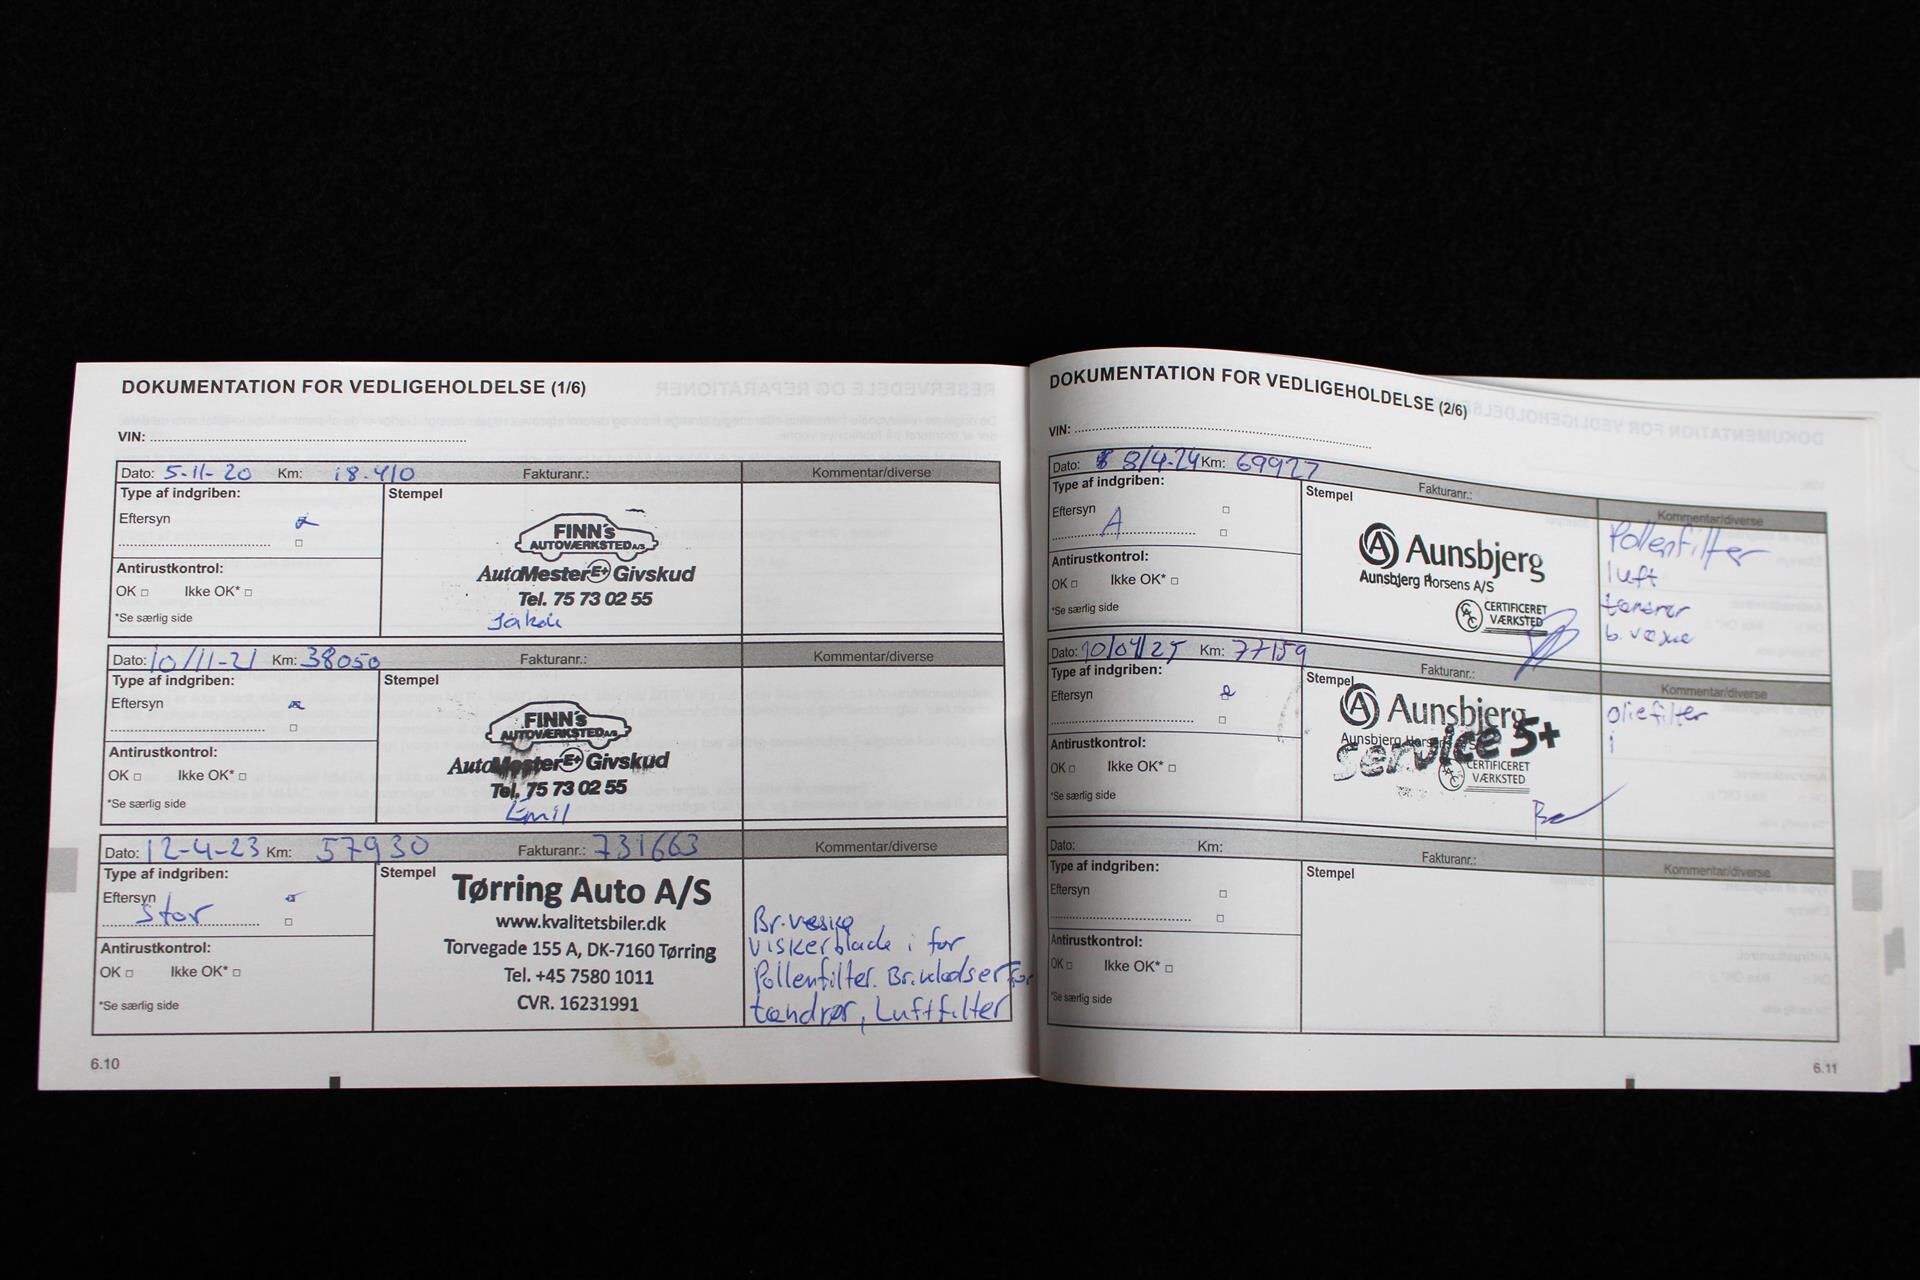 DOKUMENTATION FOR VEDLIGEHOLDELSE (1/6)
VIN:
Dato: 5-11-20 Km: 18.410 Fakturanr.: Kommentar/diverse
Type af indgriben: Stempel
Eftersyn
FINN's
AUTOVÆRKSTED A/S
AutoMester E+ Givskud
Tel. 75 73 02 55
Antirustkontrol:
OK □ Ikke OK* □
*Se særlig side
Dato: 10/11-21 Km: 38050 Fakturanr.: Kommentar/diverse
Type af indgriben: Stempel
Eftersyn
FINN's
AUTOVÆRKSTED A/S
AutoMester E+ Givskud
Tel. 75 73 02 55
Emil
Antirustkontrol:
OK □ Ikke OK* □
*Se særlig side
Dato: 12-4-23 Km: 57930 Fakturanr.: 731663 Kommentar/diverse
Type af indgriben: Stempel
Eftersyn
Stor
Tørring Auto A/S
www.kvalitetsbiler.dk
Torvegade 155 A, DK-7160 Tørring
Tel. +45 7580 1011
CVR. 16231991
Br.væske
Viskerblade i for
Pollenfilter. Br.klodser for
tændrør, Luftfilter
Antirustkontrol:
OK □ Ikke OK* □
*Se særlig side
6.10
DOKUMENTATION FOR VEDLIGEHOLDELSE (2/6)
VIN:
Dato: 8/4-24 Km: 69927 Fakturanr.: Kommentar/diverse
Type af indgriben: Stempel
Eftersyn
A
Aunsbjerg
Aunsbjerg Horsens A/S
CERTIFICERET
VÆRKSTED
Pollenfilter
luft
tændrør
b. væske
Antirustkontrol:
OK □ Ikke OK* □
*Se særlig side
Dato: 10/04/25 Km: 77159 Fakturanr.: Kommentar/diverse
Type af indgriben: Stempel
Eftersyn
Aunsbjerg
Aunsbjerg Horsens
Service 5+
CERTIFICERET
VÆRKSTED
oliefilter
Antirustkontrol:
OK □ Ikke OK* □
*Se særlig side
Dato: Km: Fakturanr.: Kommentar/diverse
Type af indgriben: Stempel
Eftersyn
Antirustkontrol:
OK □ Ikke OK* □
*Se særlig side
6.11